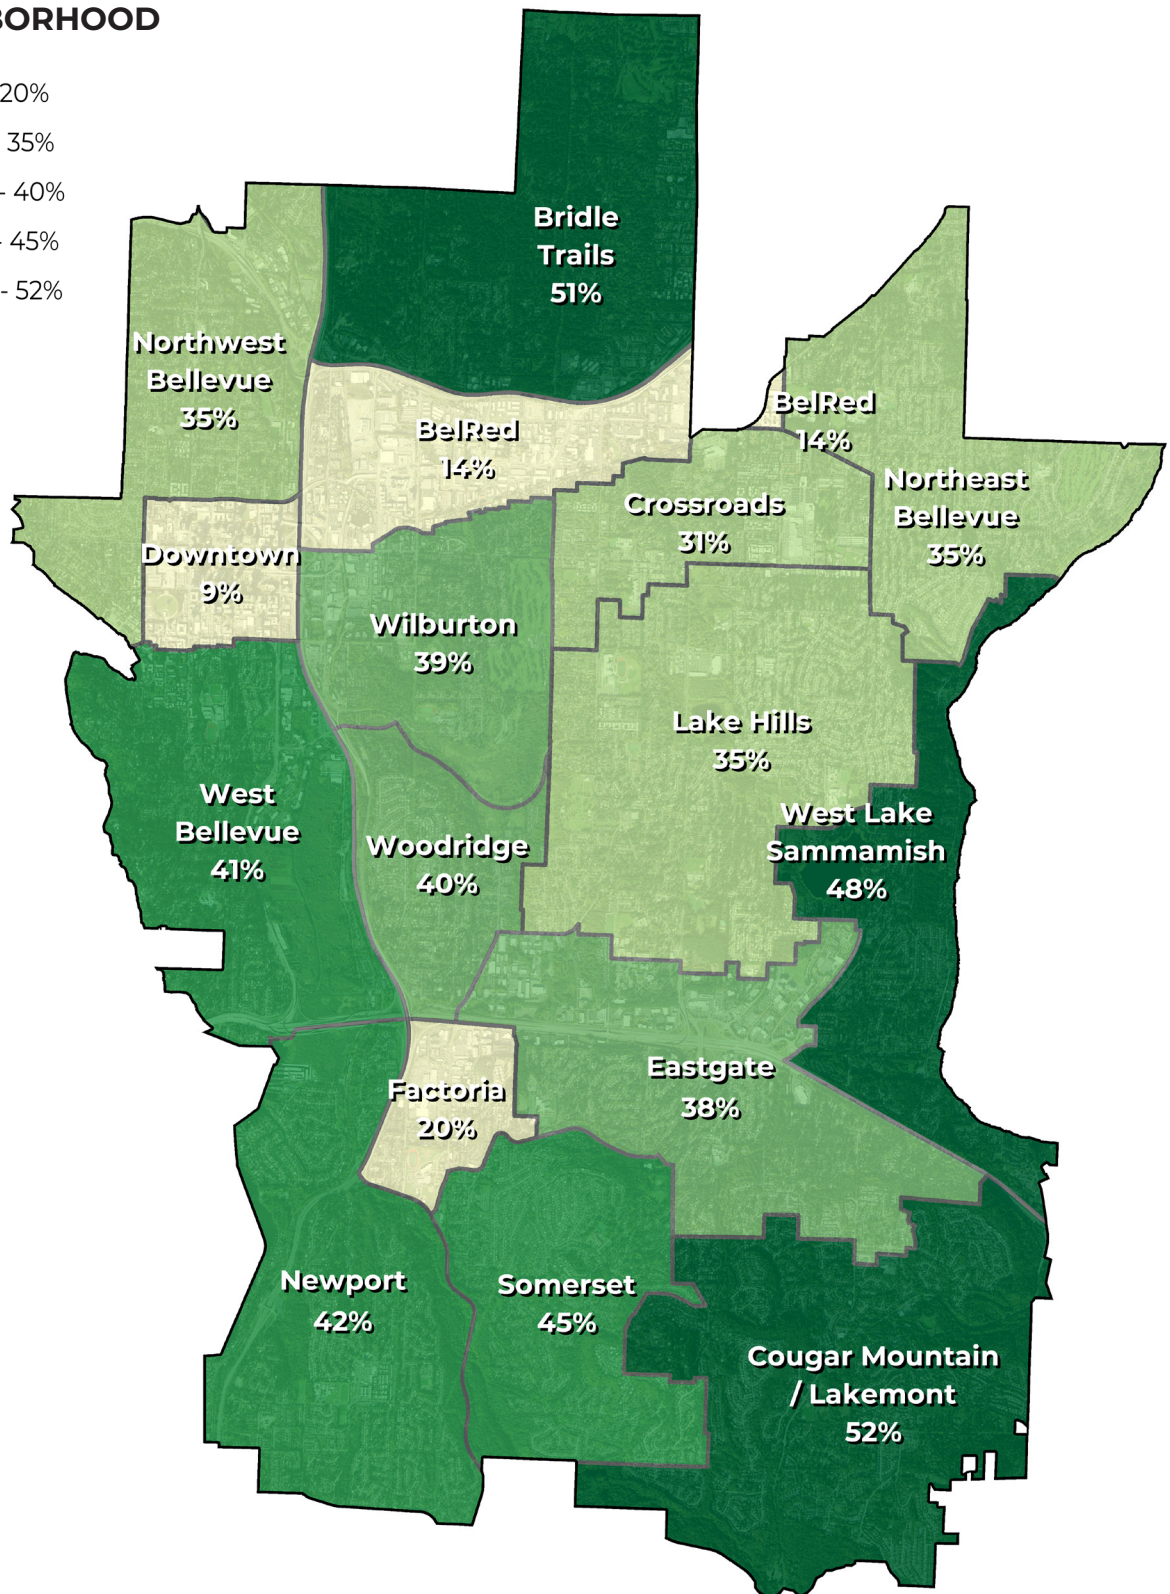 BORHOOD
20%
35%
- 40%
- 45%
- 52%
Bridle
Trails
51%
Northwest
Bellevue
35%
BelRed
14%
BelRed
14%
Northeast
Bellevue
35%
Crossroads
31%
Downtown
9%
Wilburton
39%
Lake Hills
35%
West
Bellevue
41%
West Lake
Sammamish
48%
Woodridge
40%
Eastgate
38%
Factoria
20%
Newport
42%
Somerset
45%
Cougar Mountain
/ Lakemont
52%